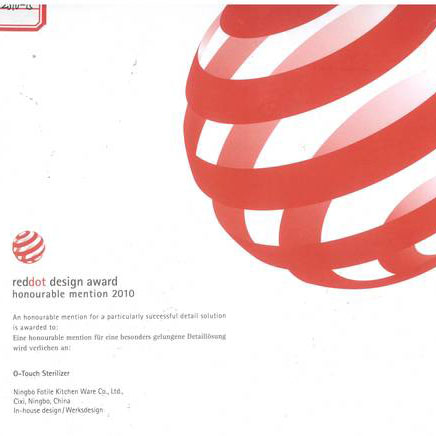 reddot design award
honourable mention 2010
An honourable mention for a particularly successful detail solution
is awarded to:
Eine honourable mention für eine besonders gelungene Detaillösung
wird verliehen an:
O-Touch Sterilizer
Ningbo Fotile Kitchen Ware Co., Ltd.,
Cixi, Ningbo, China
In-house design/Werksdesign